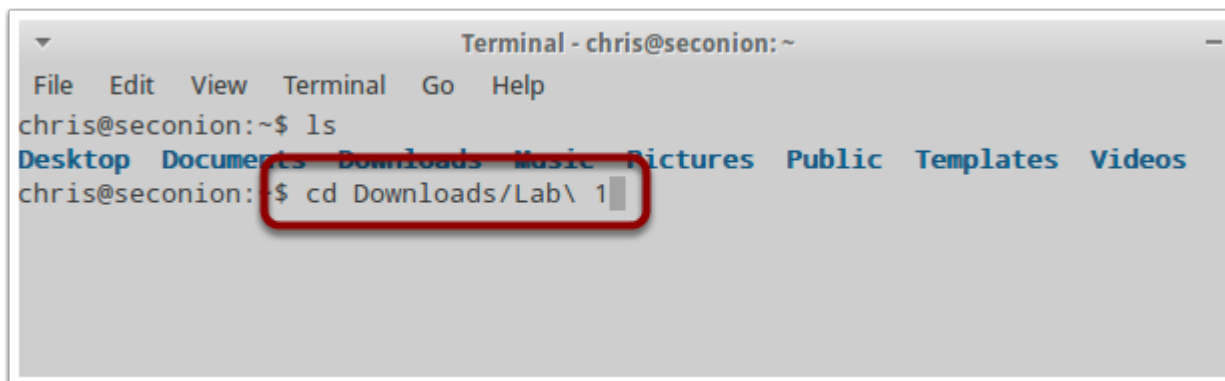 Terminal - chris@seconion: ~
File Edit View Terminal Go Help
chris@seconion:~$ ls
Desktop Documents Downloads Music Pictures Public Templates Videos
chris@seconion:~$ cd Downloads/Lab\ 1